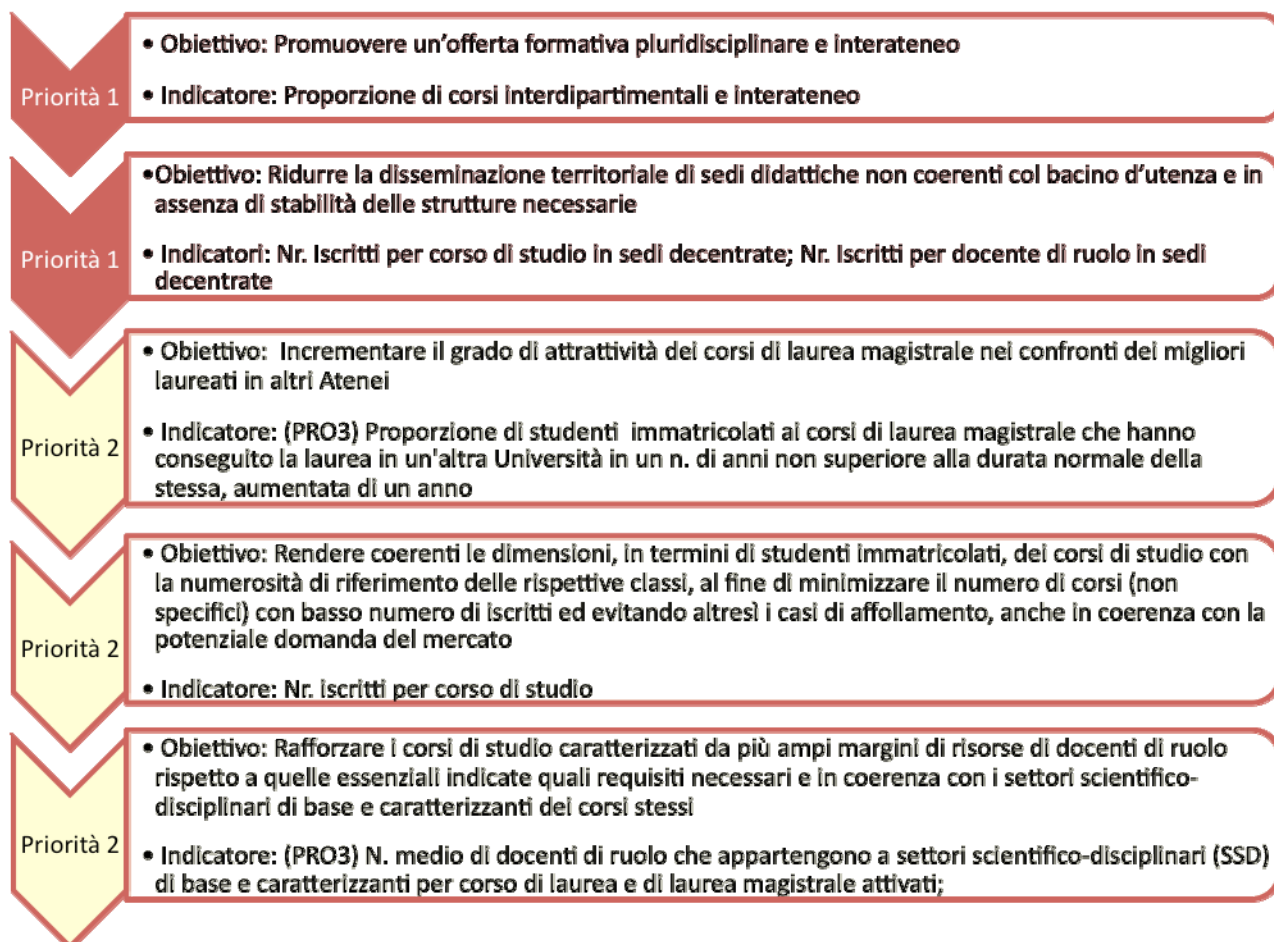 Priorità 1
• Obiettivo: Promuovere un'offerta formativa pluridisciplinare e interateneo
• Indicatore: Proporzione di corsi interdipartimentali e interateneo
Priorità 1
•Obiettivo: Ridurre la disseminazione territoriale di sedi didattiche non coerenti col bacino d'utenza e in
assenza di stabilità delle strutture necessarie
• Indicatori: Nr. Iscritti per corso di studio in sedi decentrate; Nr. Iscritti per docente di ruolo in sedi
decentrate
Priorità 2
• Obiettivo: Incrementare il grado di attrattività dei corsi di laurea magistrale nei confronti dei migliori
laureati in altri Atenei
• Indicatore: (PRO3) Proporzione di studenti immatricolati ai corsi di laurea magistrale che hanno
conseguito la laurea in un'altra Università in un n. di anni non superiore alla durata normale della
stessa, aumentata di un anno
Priorità 2
• Obiettivo: Rendere coerenti le dimensioni, in termini di studenti immatricolati, dei corsi di studio con
la numerosità di riferimento delle rispettive classi, al fine di minimizzare il numero di corsi (non
specifici) con basso numero di iscritti ed evitando altresì i casi di affollamento, anche in coerenza con la
potenziale domanda del mercato
• Indicatore: Nr. iscritti per corso di studio
Priorità 2
• Obiettivo: Rafforzare i corsi di studio caratterizzati da più ampi margini di risorse di docenti di ruolo
rispetto a quelle essenziali indicate quali requisiti necessari e in coerenza con i settori scientifico-
disciplinari di base e caratterizzanti dei corsi stessi
• Indicatore: (PRO3) N. medio di docenti di ruolo che appartengono a settori scientifico-disciplinari (SSD)
di base e caratterizzanti per corso di laurea e di laurea magistrale attivati;